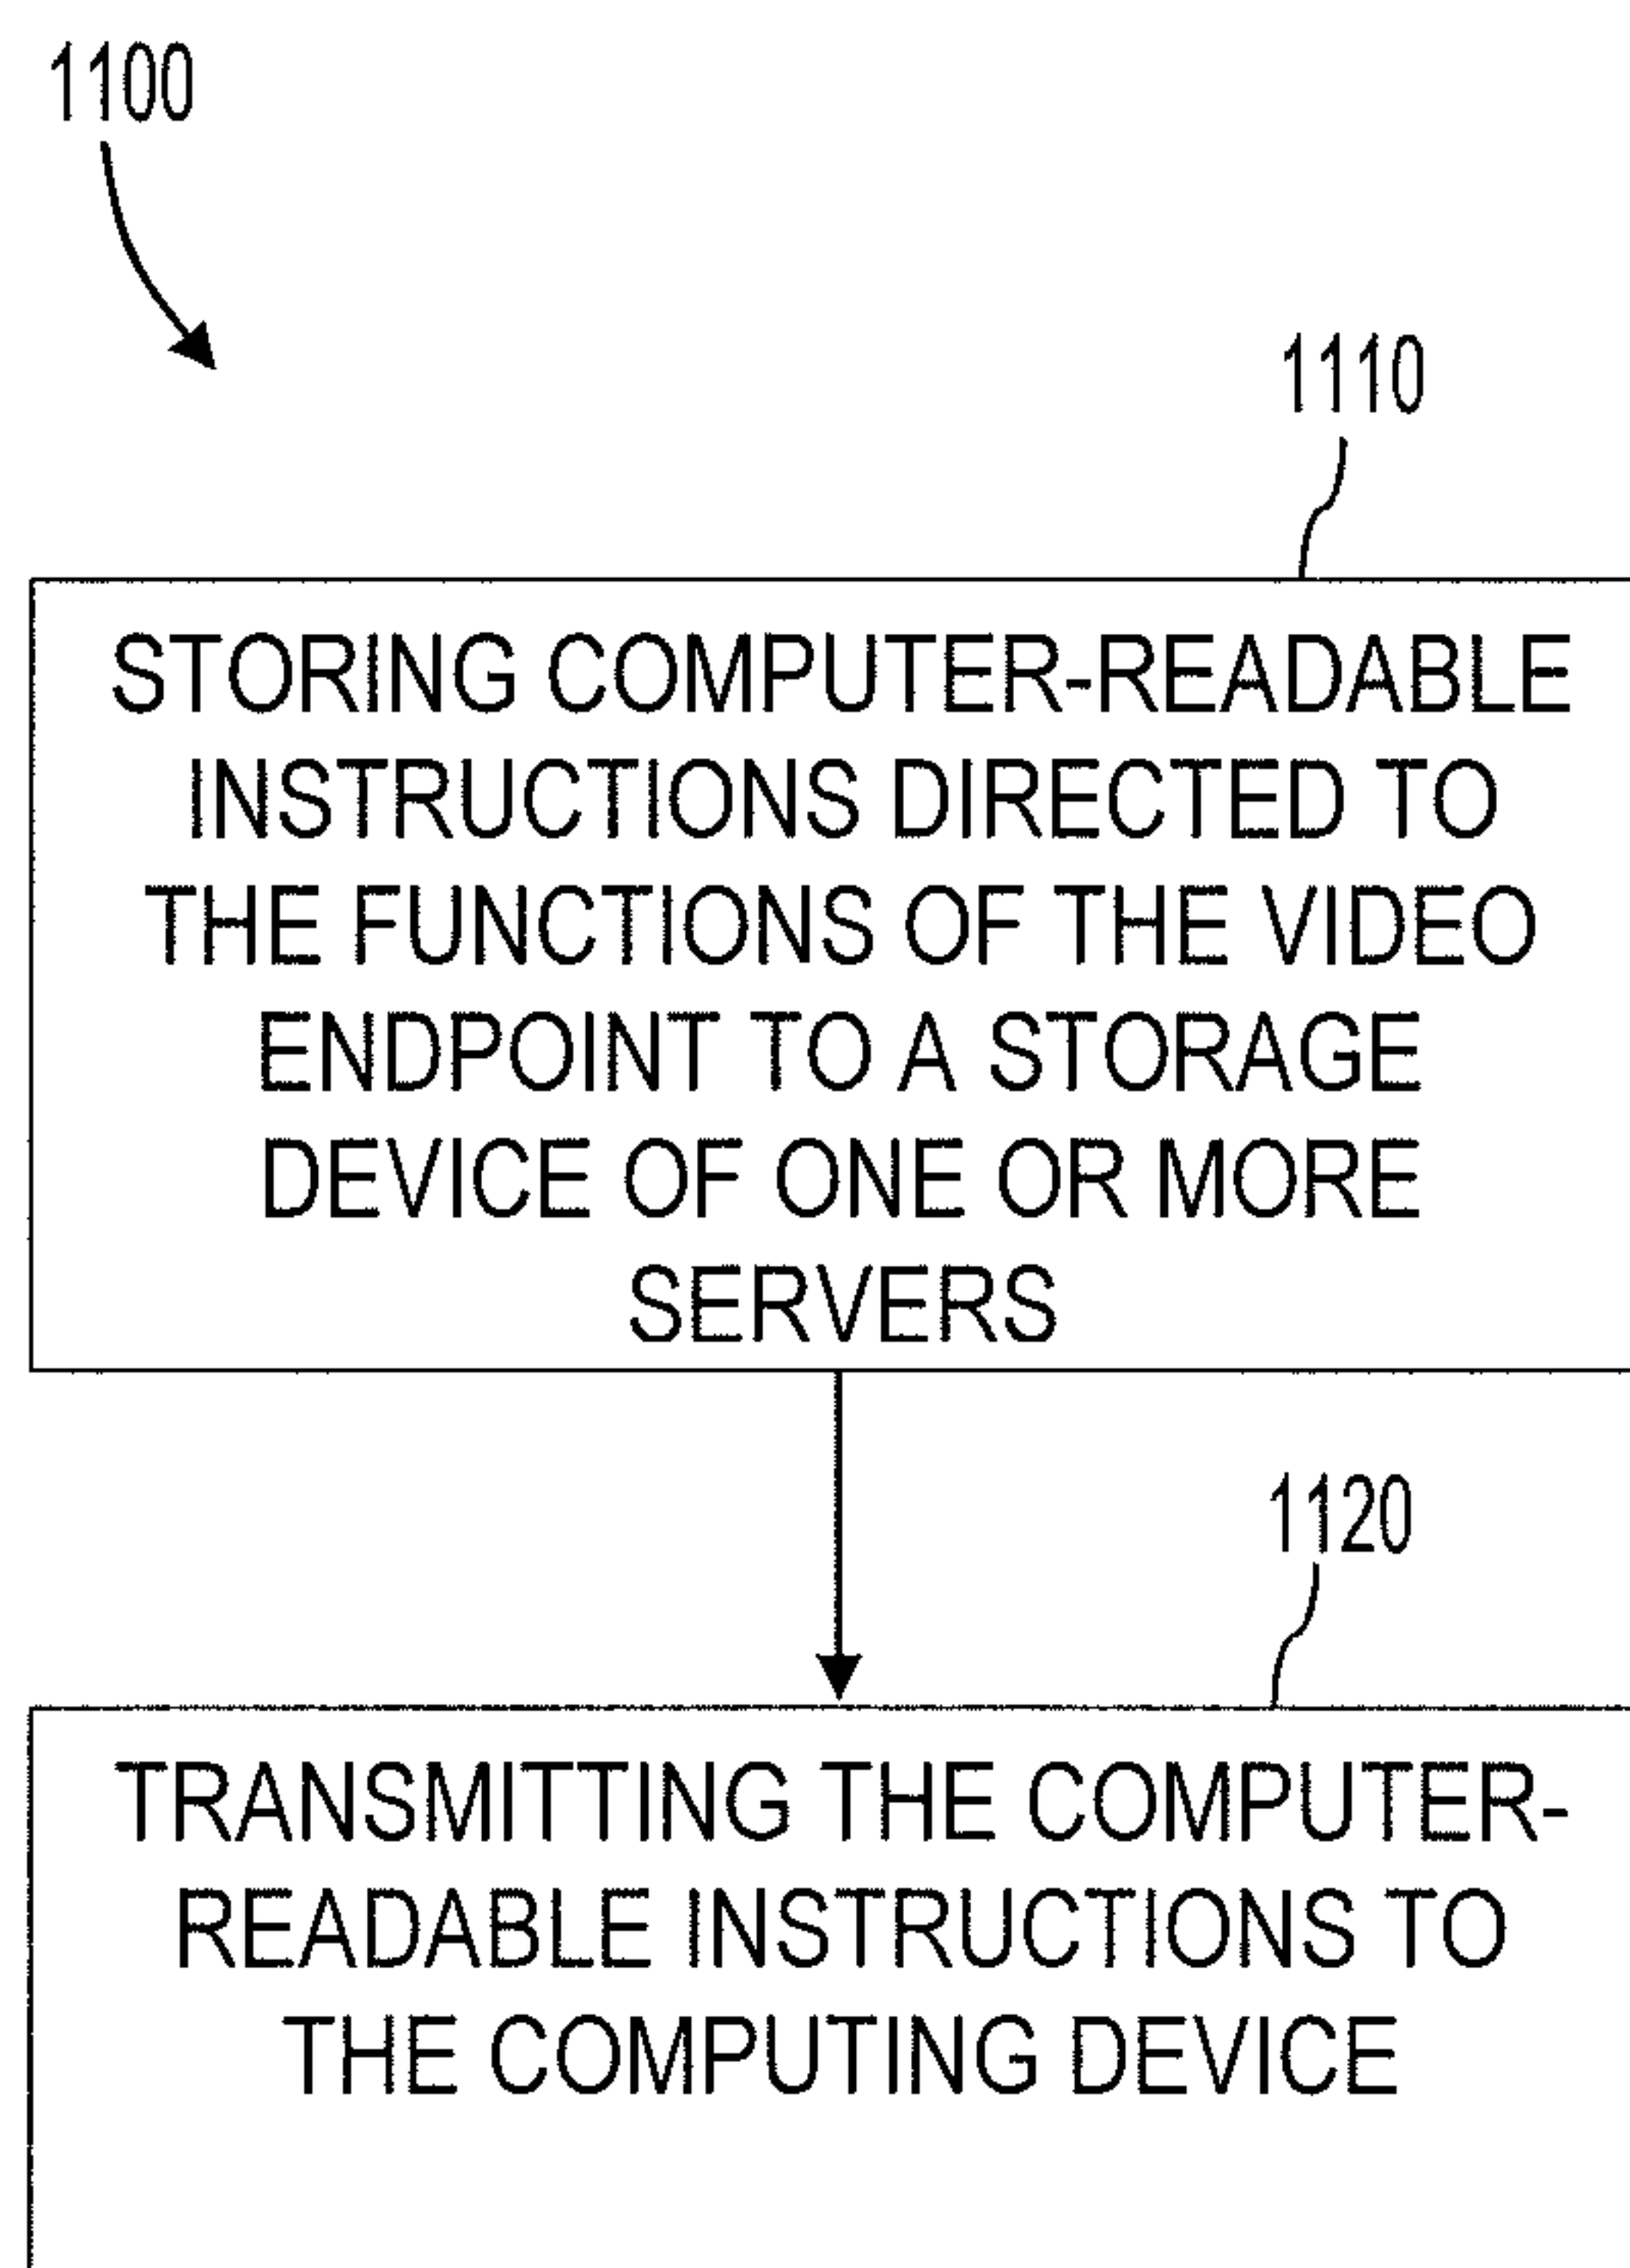 1100
1110
STORING COMPUTER-READABLE
INSTRUCTIONS DIRECTED TO
THE FUNCTIONS OF THE VIDEO
ENDPOINT TO A STORAGE
DEVICE OF ONE OR MORE
SERVERS
1120
TRANSMITTING THE COMPUTER-
READABLE INSTRUCTIONS TO
THE COMPUTING DEVICE